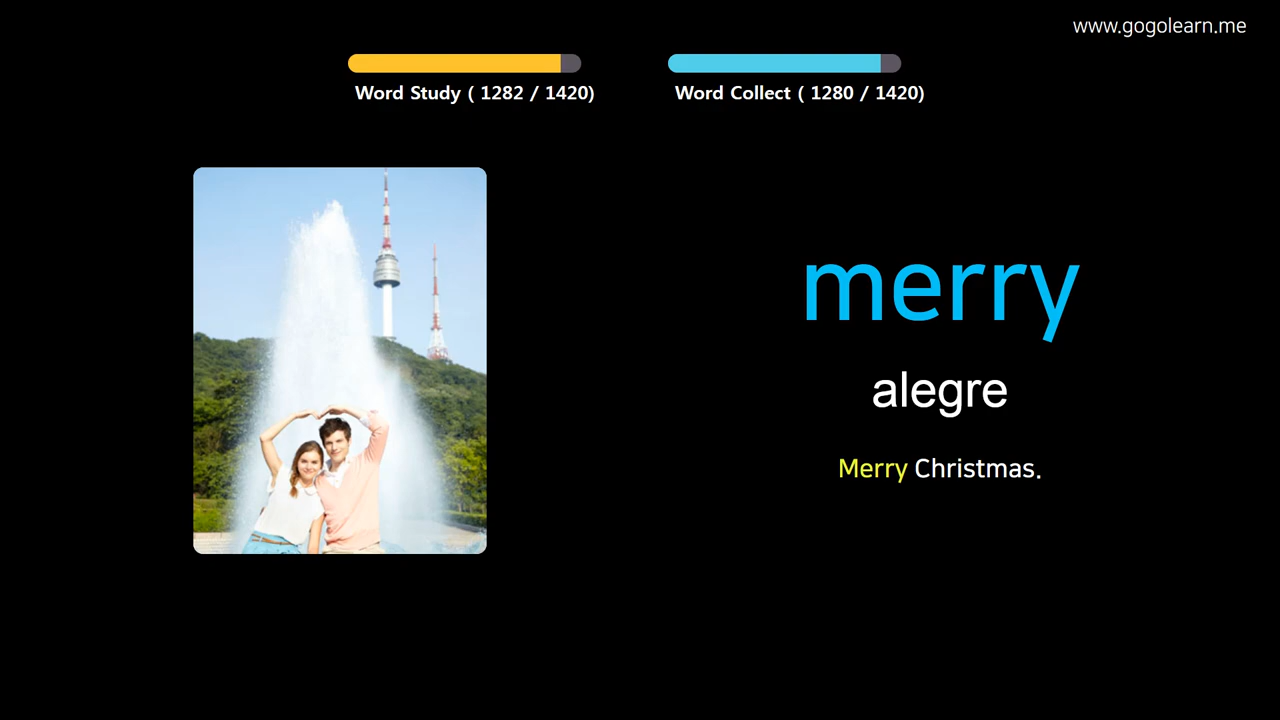 www.gogolearn.me
Word Study ( 1282 / 1420)
Word Collect ( 1280 / 1420)
merry
alegre
Merry Christmas.